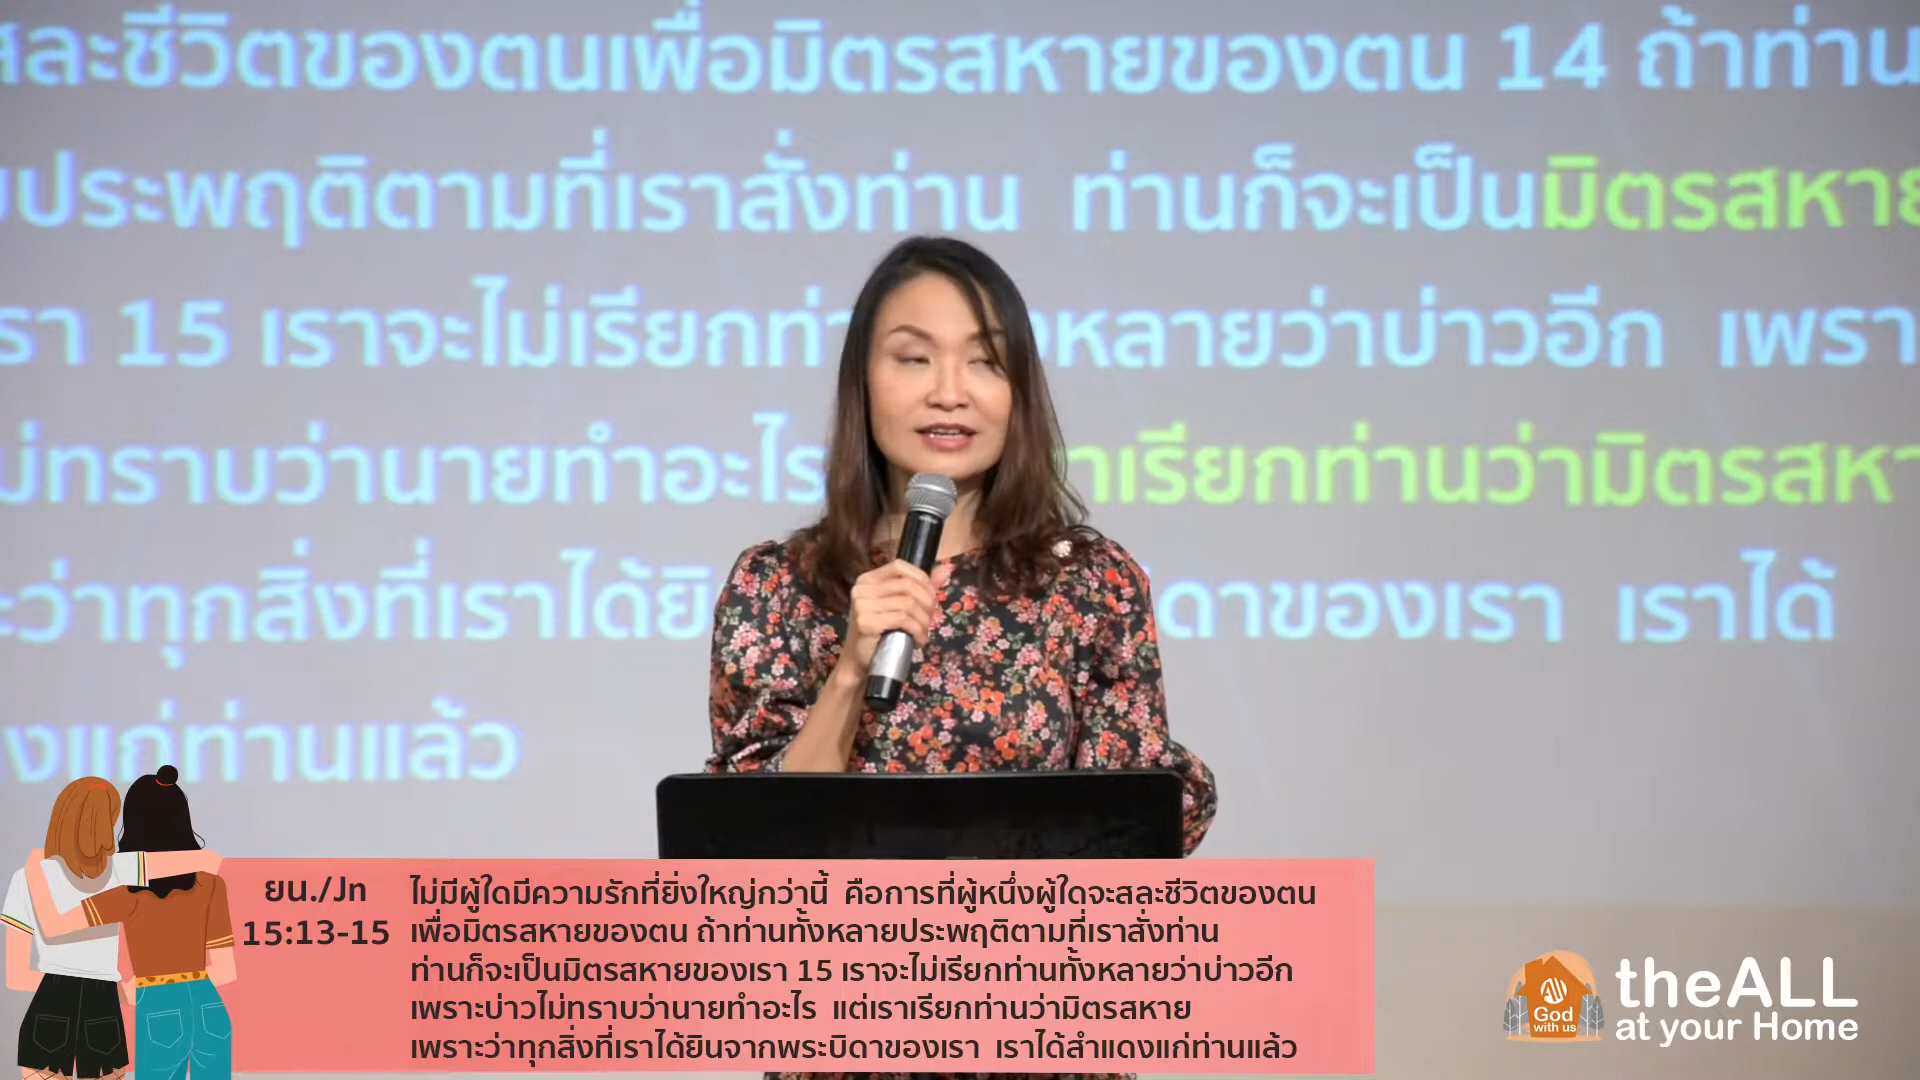 สละชีวิตของตนเพื่อมิตรสหายของตน 14 ถ้าท่าน
ประพฤติตามที่เราสั่งท่าน ท่านก็จะเป็นมิตรสหาย
เรา 15 เราจะไม่เรียกท่า งหลายว่าบ่าวอีก เพรา
ไม่ทราบว่านายทำอะไร าเรียกท่านว่ามิตรสหา
ะว่าทุกสิ่งที่เราได้ยิ ิดาของเรา เราได้
งแก่ท่านแล้ว
ยน./Jn
15:13-15
ไม่มีผู้ใดมีความรักที่ยิ่งใหญ่กว่านี้ คือการที่ผู้หนึ่งผู้ใดจะสละชีวิตของตน
เพื่อมิตรสหายของตน ถ้าท่านทั้งหลายประพฤติตามที่เราสั่งท่าน
ท่านก็จะเป็นมิตรสหายของเรา 15 เราจะไม่เรียกท่านทั้งหลายว่าบ่าวอีก
เพราะบ่าวไม่ทราบว่านายทำอะไร แต่เราเรียกท่านว่ามิตรสหาย
เพราะว่าทุกสิ่งที่เราได้ยินจากพระบิดาของเรา เราได้สำแดงแก่ท่านแล้ว
God
with us
theALL
at your Home